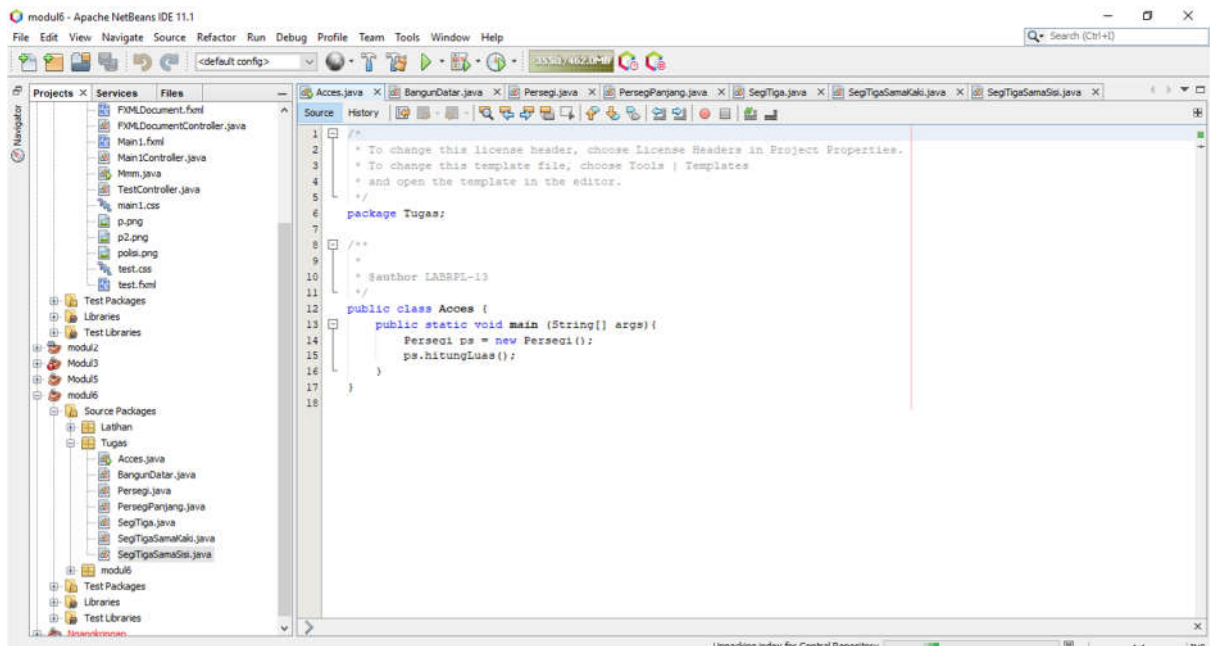 modul6 - Apache NetBeans IDE 11.1
File Edit View Navigate Source Refactor Run Debug Profile Team Tools Window Help
Search (Ctrl+I)
<default config>
Projects Services Files
Navigator
FXMLDocument.fxml
FXMLDocumentController.java
Main1.fxml
Main1Controller.java
Mmm.java
TestController.java
main1.css
p.png
p2.png
polisi.png
test.css
test.fxml
Test Packages
Libraries
Test Libraries
modul2
Modul3
Modul5
modul6
Source Packages
Latihan
Tugas
Acces.java
BangunDatar.java
Persegi.java
PersegiPanjang.java
SegiTiga.java
SegiTigaSamaKaki.java
SegiTigaSamaSisi.java
modul6
Test Packages
Libraries
Test Libraries
Acces.java BangunDatar.java Persegi.java PersegiPanjang.java SegiTiga.java SegiTigaSamaKaki.java SegiTigaSamaSisi.java
Source History
1 /*
2 * To change this license header, choose License Headers in Project Properties.
3 * To change this template file, choose Tools | Templates
4 * and open the template in the editor.
5 */
6 package Tugas;
7
8 /**
9 *
10 * @author LABRPL-13
11 */
12 public class Acces {
13 public static void main (String[] args){
14 Persegi ps = new Persegi();
15 ps.hitungLuas();
16 }
17 }
18
Unpacking index for Central Repository